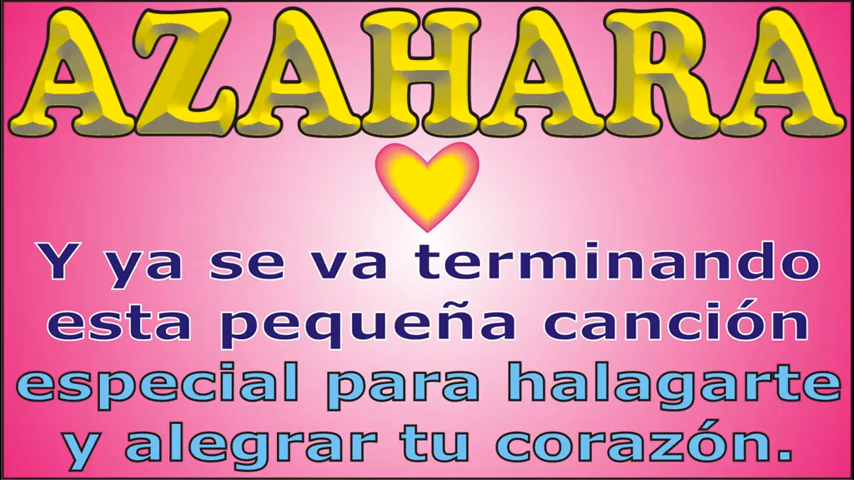 AZAHARA
Y ya se va terminando
esta pequeña canción
especial para halagarte
y alegrar tu corazón.